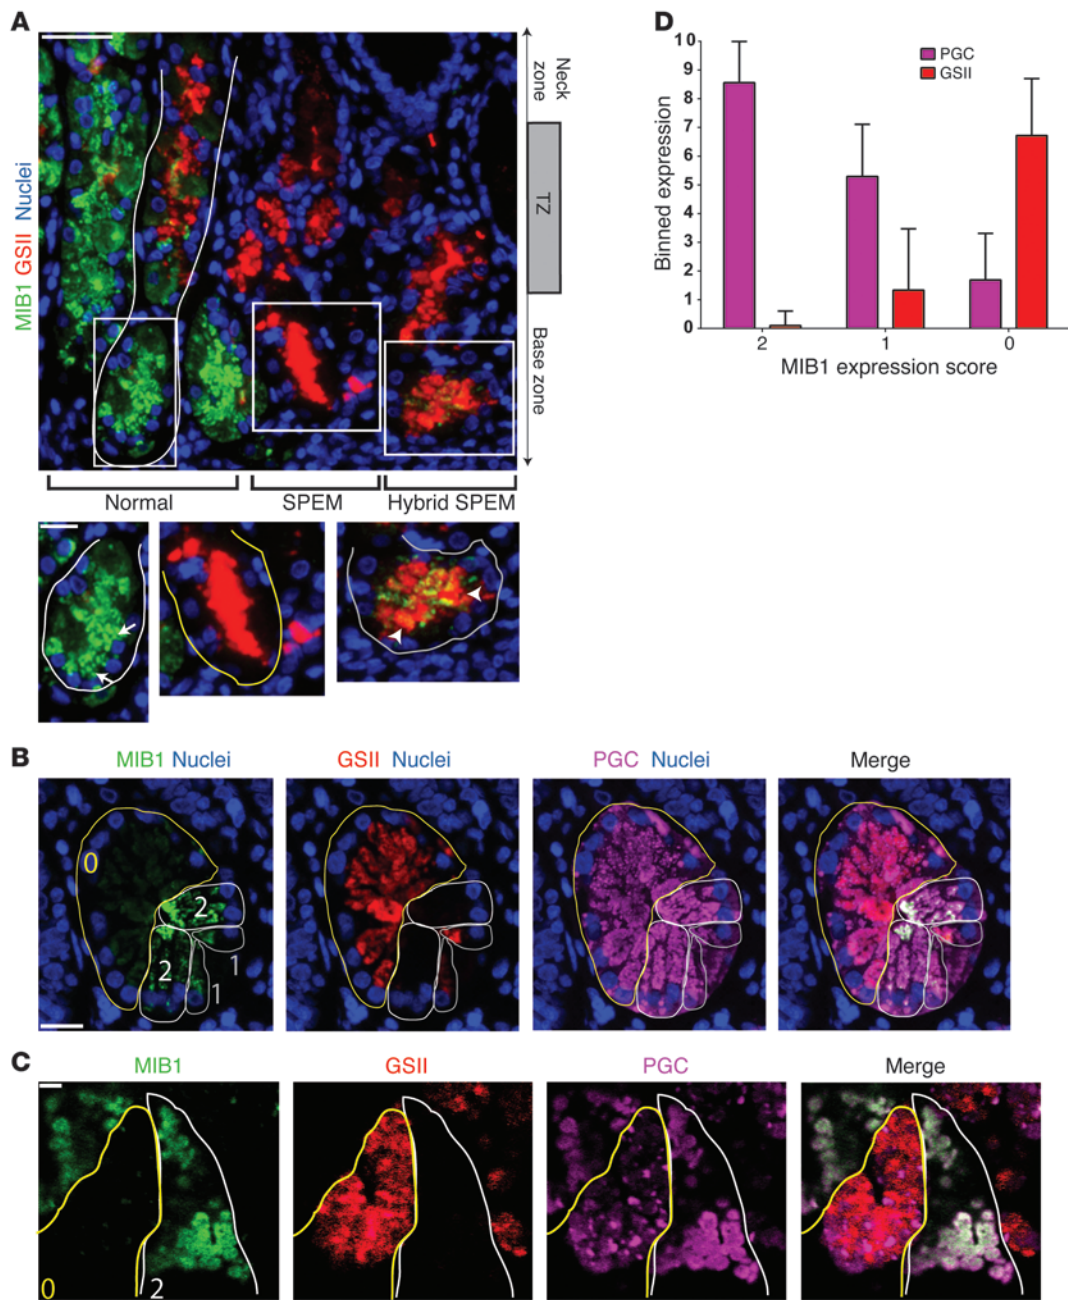 A
MIB1 GSII Nuclei
Neck zone
TZ
Base zone
Normal
SPEM
Hybrid SPEM
D
PGC
GSII
Binned expression
10
9
8
7
6
5
4
3
2
1
0
2
1
0
MIB1 expression score
B
MIB1 Nuclei
GSII Nuclei
PGC Nuclei
Merge
0
2
2
1
1
C
MIB1
GSII
PGC
Merge
0
2